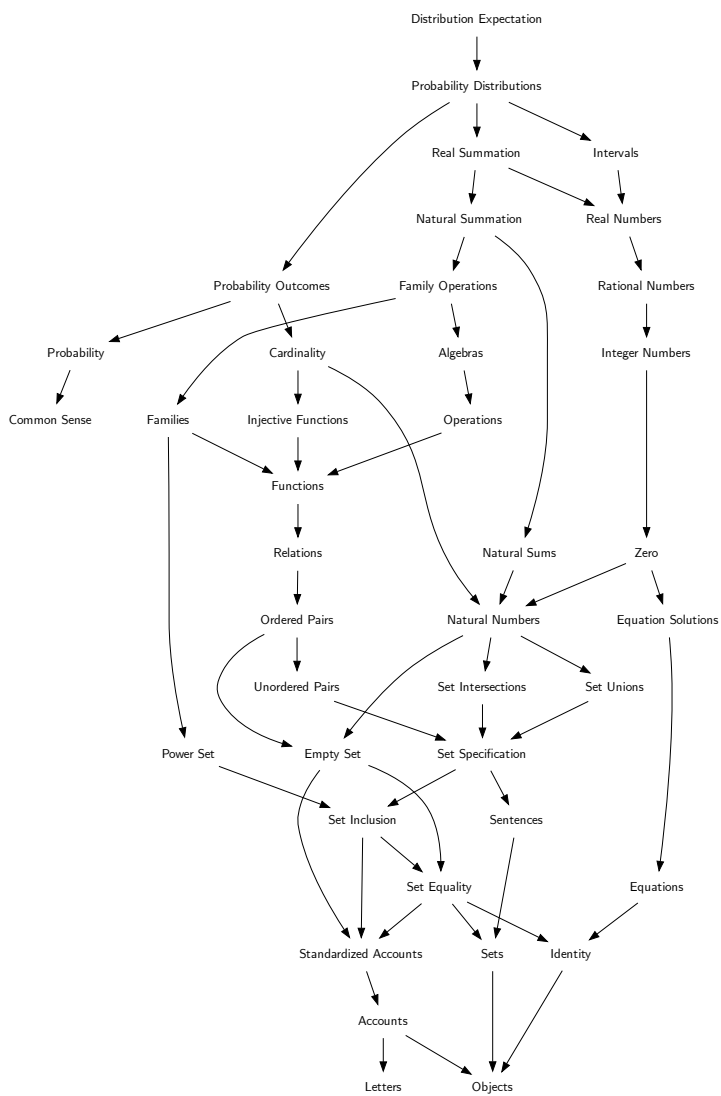 Distribution Expectation
Probability Distributions
Real Summation
Intervals
Natural Summation
Real Numbers
Probability Outcomes
Family Operations
Rational Numbers
Probability
Cardinality
Algebras
Integer Numbers
Common Sense
Families
Injective Functions
Operations
Functions
Relations
Natural Sums
Zero
Ordered Pairs
Natural Numbers
Equation Solutions
Unordered Pairs
Set Intersections
Set Unions
Power Set
Empty Set
Set Specification
Set Inclusion
Sentences
Set Equality
Equations
Standardized Accounts
Sets
Identity
Accounts
Letters
Objects